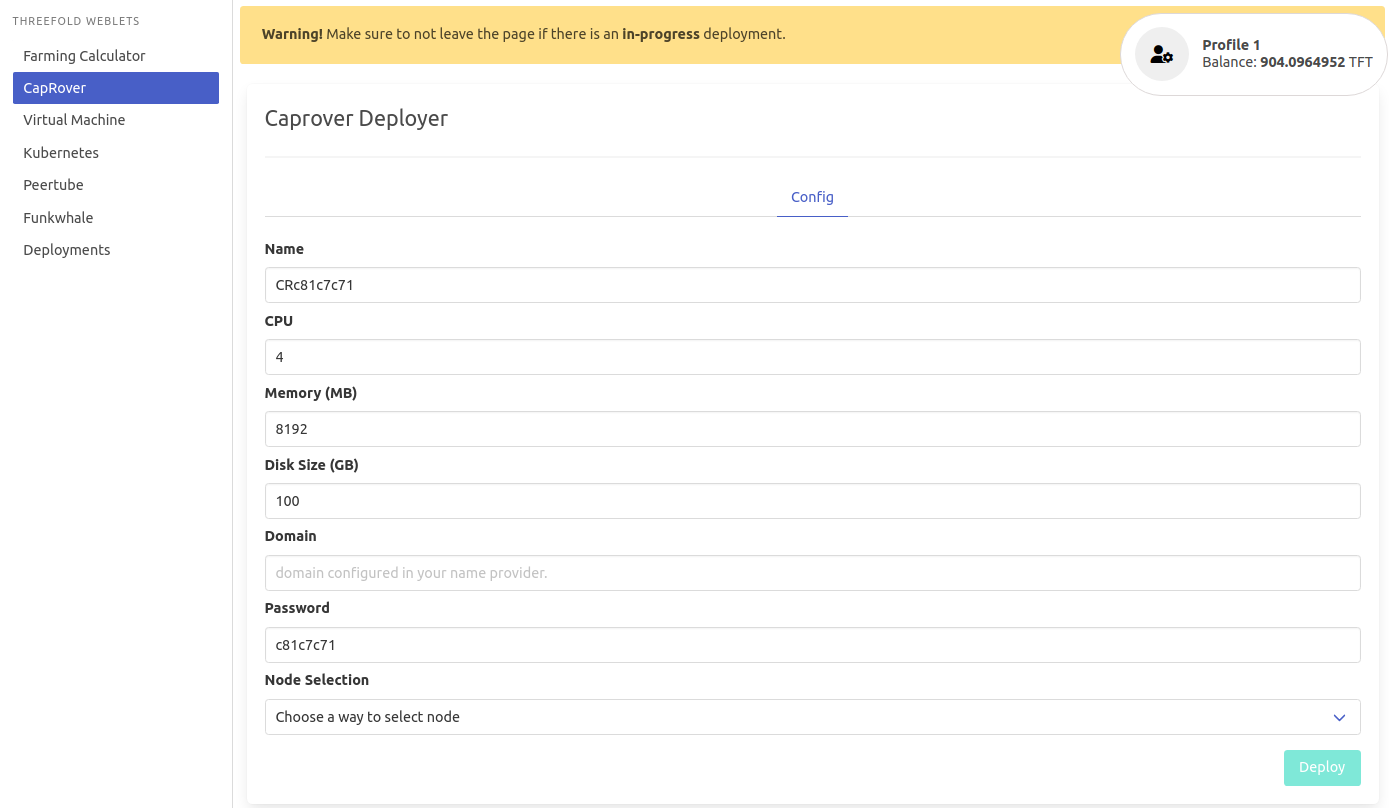 THREEFOLD WEBLETS
Farming Calculator
CapRover
Virtual Machine
Kubernetes
Peertube
Funkwhale
Deployments
Warning! Make sure to not leave the page if there is an in-progress deployment.
Profile 1
Balance: 904.0964952 TFT
Caprover Deployer
Config
Name
CRc81c7c71
CPU
4
Memory (MB)
8192
Disk Size (GB)
100
Domain
domain configured in your name provider.
Password
c81c7c71
Node Selection
Choose a way to select node
Deploy